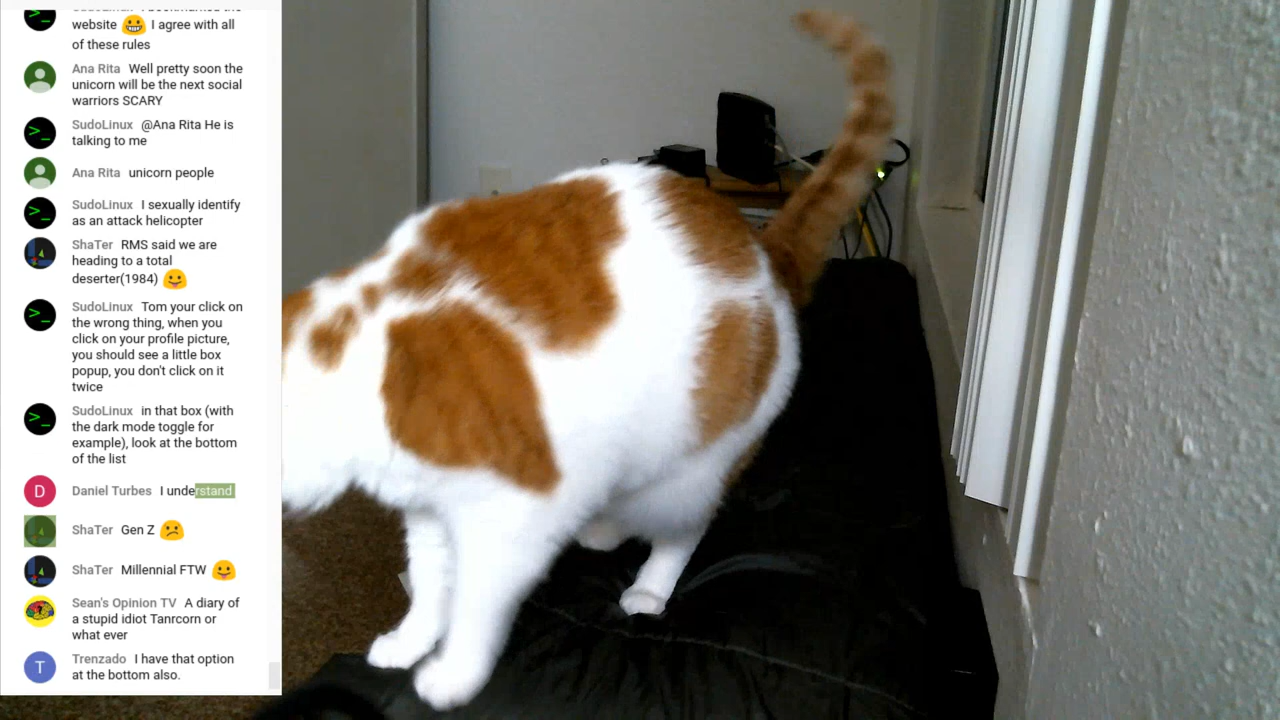 website 😀 I agree with all
of these rules
Ana Rita Well pretty soon the
unicorn will be the next social
warriors SCARY
SudoLinux @Ana Rita He is
talking to me
Ana Rita unicorn people
SudoLinux I sexually identify
as an attack helicopter
ShaTer RMS said we are
heading to a total
deserter(1984) 😛
SudoLinux Tom your click on
the wrong thing, when you
click on your profile picture,
you should see a little box
popup, you don't click on it
twice
SudoLinux in that box (with
the dark mode toggle for
example), look at the bottom
of the list
D
Daniel Turbes I understand
ShaTer Gen Z 😕
ShaTer Millennial FTW 😛
Sean's Opinion TV A diary of
a stupid idiot Tanrcorn or
what ever
T
Trenzado I have that option
at the bottom also.